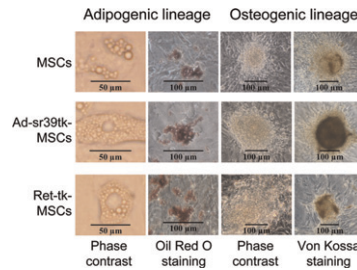 Adipogenic lineage Osteogenic lineage
MSCs
50 µm 100 µm 100 µm 100 µm
Ad-sr39tk-
MSCs
50 µm 100 µm 100 µm 100 µm
Ret-tk-
MSCs
50 µm 100 µm 100 µm 100 µm
Phase Oil Red O Phase Von Kossa
contrast staining contrast staining